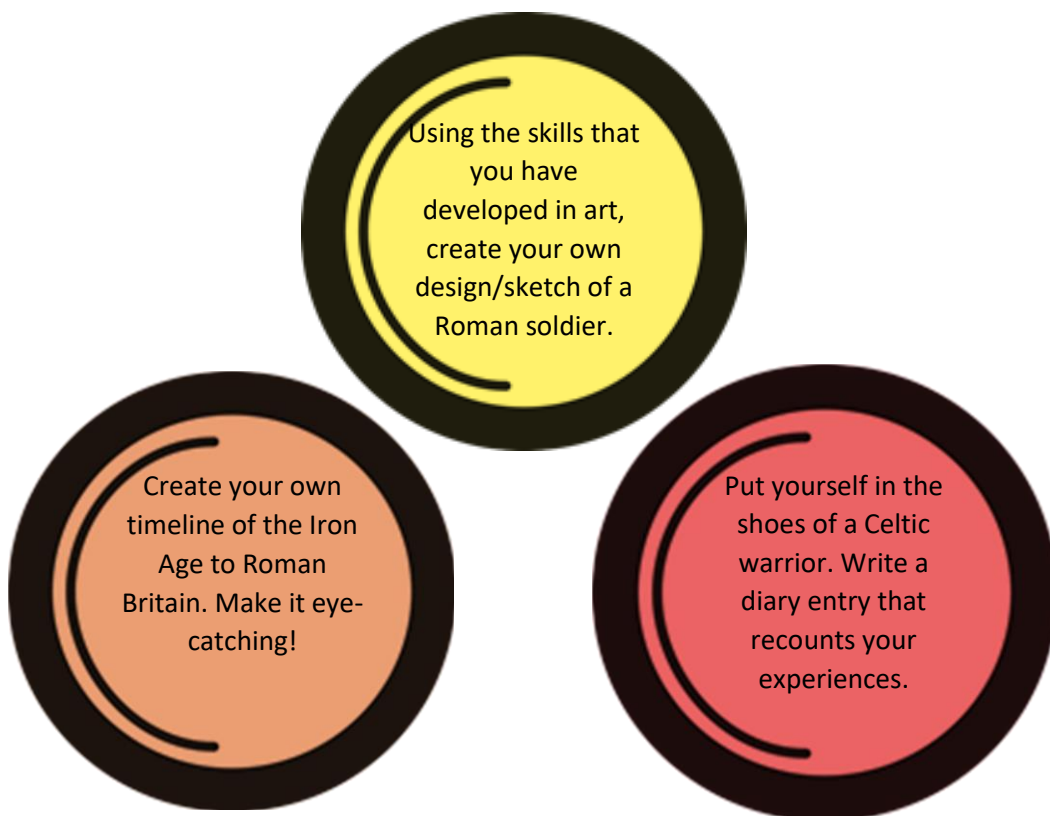 Using the skills that
you have
developed in art,
create your own
design/sketch of a
Roman soldier.
Create your own
timeline of the Iron
Age to Roman
Britain. Make it eye-
catching!
Put yourself in the
shoes of a Celtic
warrior. Write a
diary entry that
recounts your
experiences.